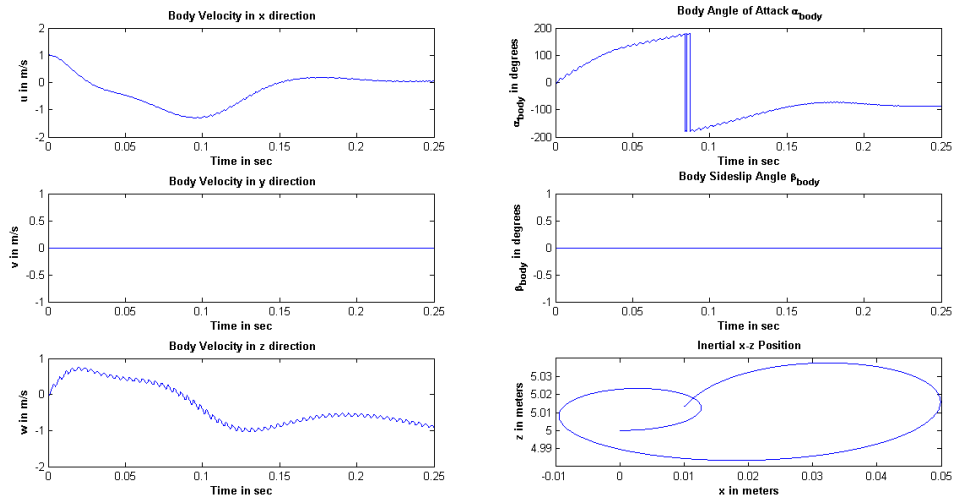 Body Velocity in x direction
2
1
0
-1
-2
u in m/s
0 0.05 0.1 0.15 0.2 0.25
Time in sec
Body Angle of Attack αbody
200
100
0
-100
-200
αbody in degrees
0 0.05 0.1 0.15 0.2 0.25
Time in sec
Body Velocity in y direction
1
0.5
0
-0.5
-1
v in m/s
0 0.05 0.1 0.15 0.2 0.25
Time in sec
Body Sideslip Angle βbody
1
0.5
0
-0.5
-1
βbody in degrees
0 0.05 0.1 0.15 0.2 0.25
Time in sec
Body Velocity in z direction
1
0
-1
-2
w in m/s
0 0.05 0.1 0.15 0.2 0.25
Time in sec
Inertial x-z Position
5.03
5.02
5.01
5
4.99
z in meters
-0.01 0 0.01 0.02 0.03 0.04 0.05
x in meters